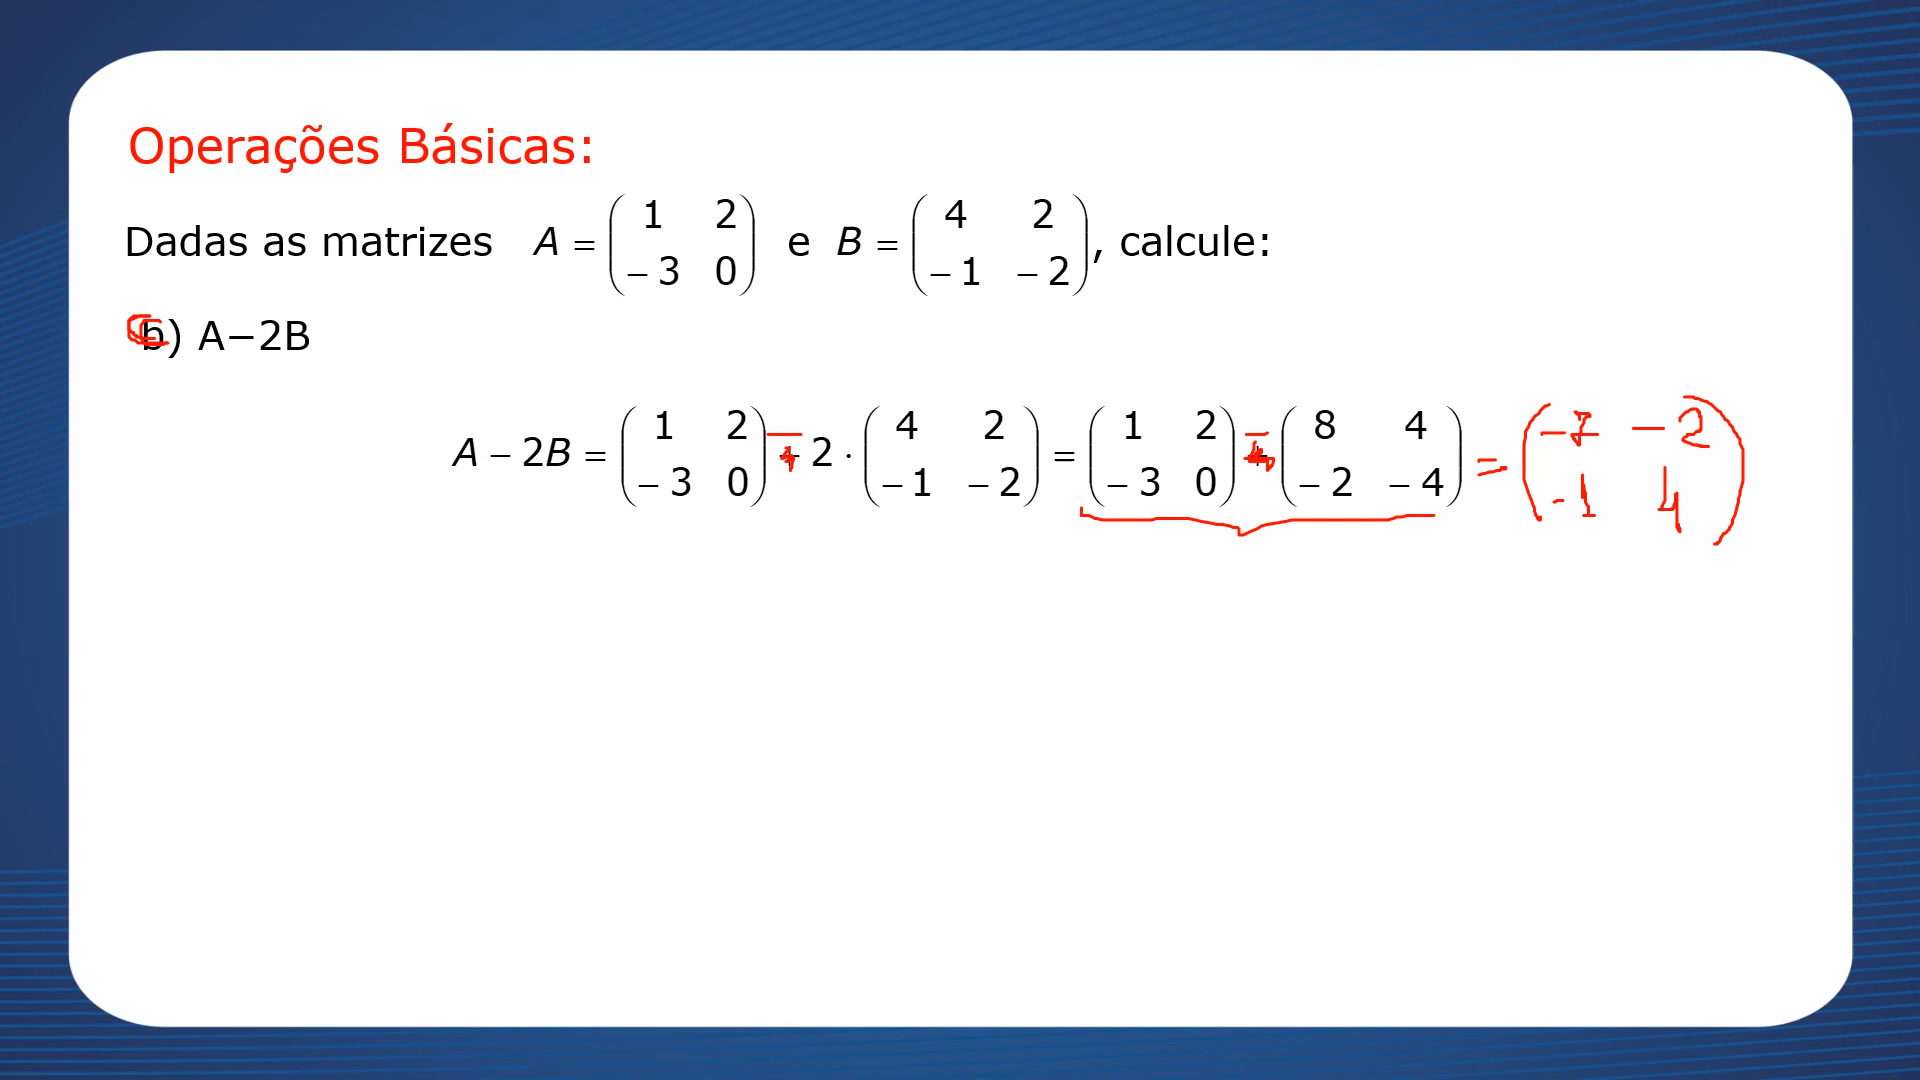 Operações Básicas:
Dadas as matrizes A = ( 1 2 ; − 3 0 ) e B = ( 4 2 ; − 1 − 2 ) , calcule:
c) A−2B
A − 2B = ( 1 2 ; − 3 0 ) − 2 · ( 4 2 ; − 1 − 2 ) = ( 1 2 ; − 3 0 ) − ( 8 4 ; − 2 − 4 ) = ( −7 −2 ; -1 4 )